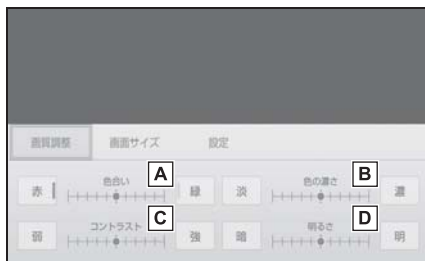 画質調整 画面サイズ 設定
色合い A 色の濃さ B
赤 緑 淡 濃
コントラスト C 明るさ D
弱 強 暗 明